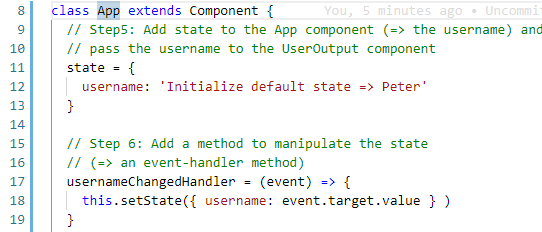 8 class App extends Component { You, 5 minutes ago • Uncommit
9 // Step5: Add state to the App component (=> the username) and
10 // pass the username to the UserOutput component
11 state = {
12 username: 'Initialize default state => Peter'
13 }
14
15 // Step 6: Add a method to manipulate the state
16 // (=> an event-handler method)
17 usernameChangedHandler = (event) => {
18 this.setState({ username: event.target.value } )
19 }